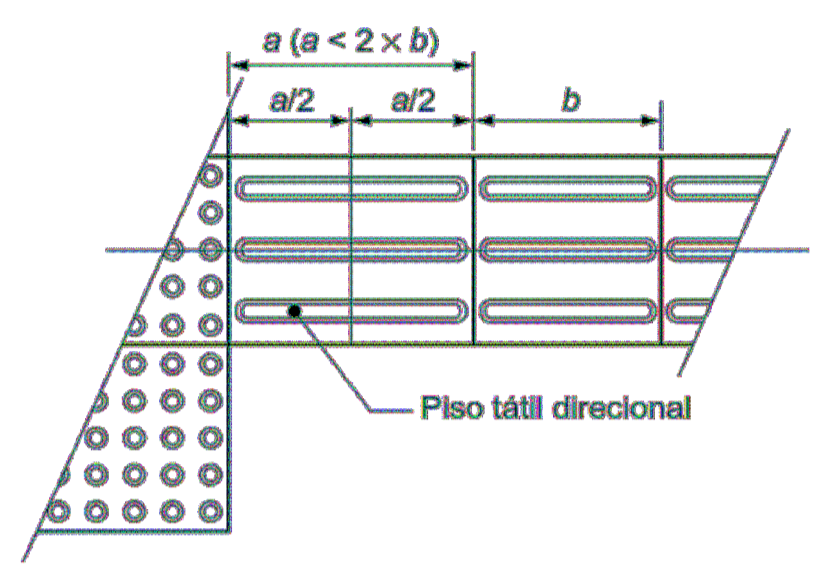 a (a < 2 × b)
a/2 a/2 b
Piso tátil direcional